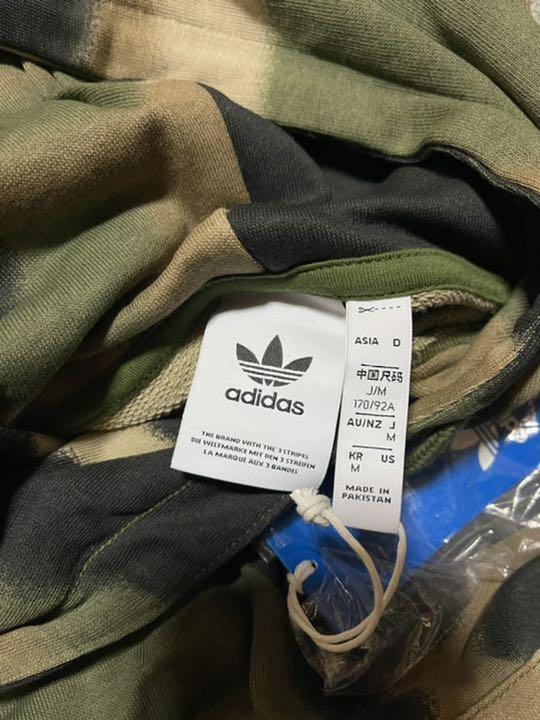 adidas
THE BRAND WITH THE 3 STRIPES
DIE WELTMARKE MIT DEN 3 STREIFEN
LA MARQUE AUX 3 BANDES
ASIA D
中国尺码
J/M
170/92A
AU/NZ J
M
KR US
M
MADE IN
PAKISTAN